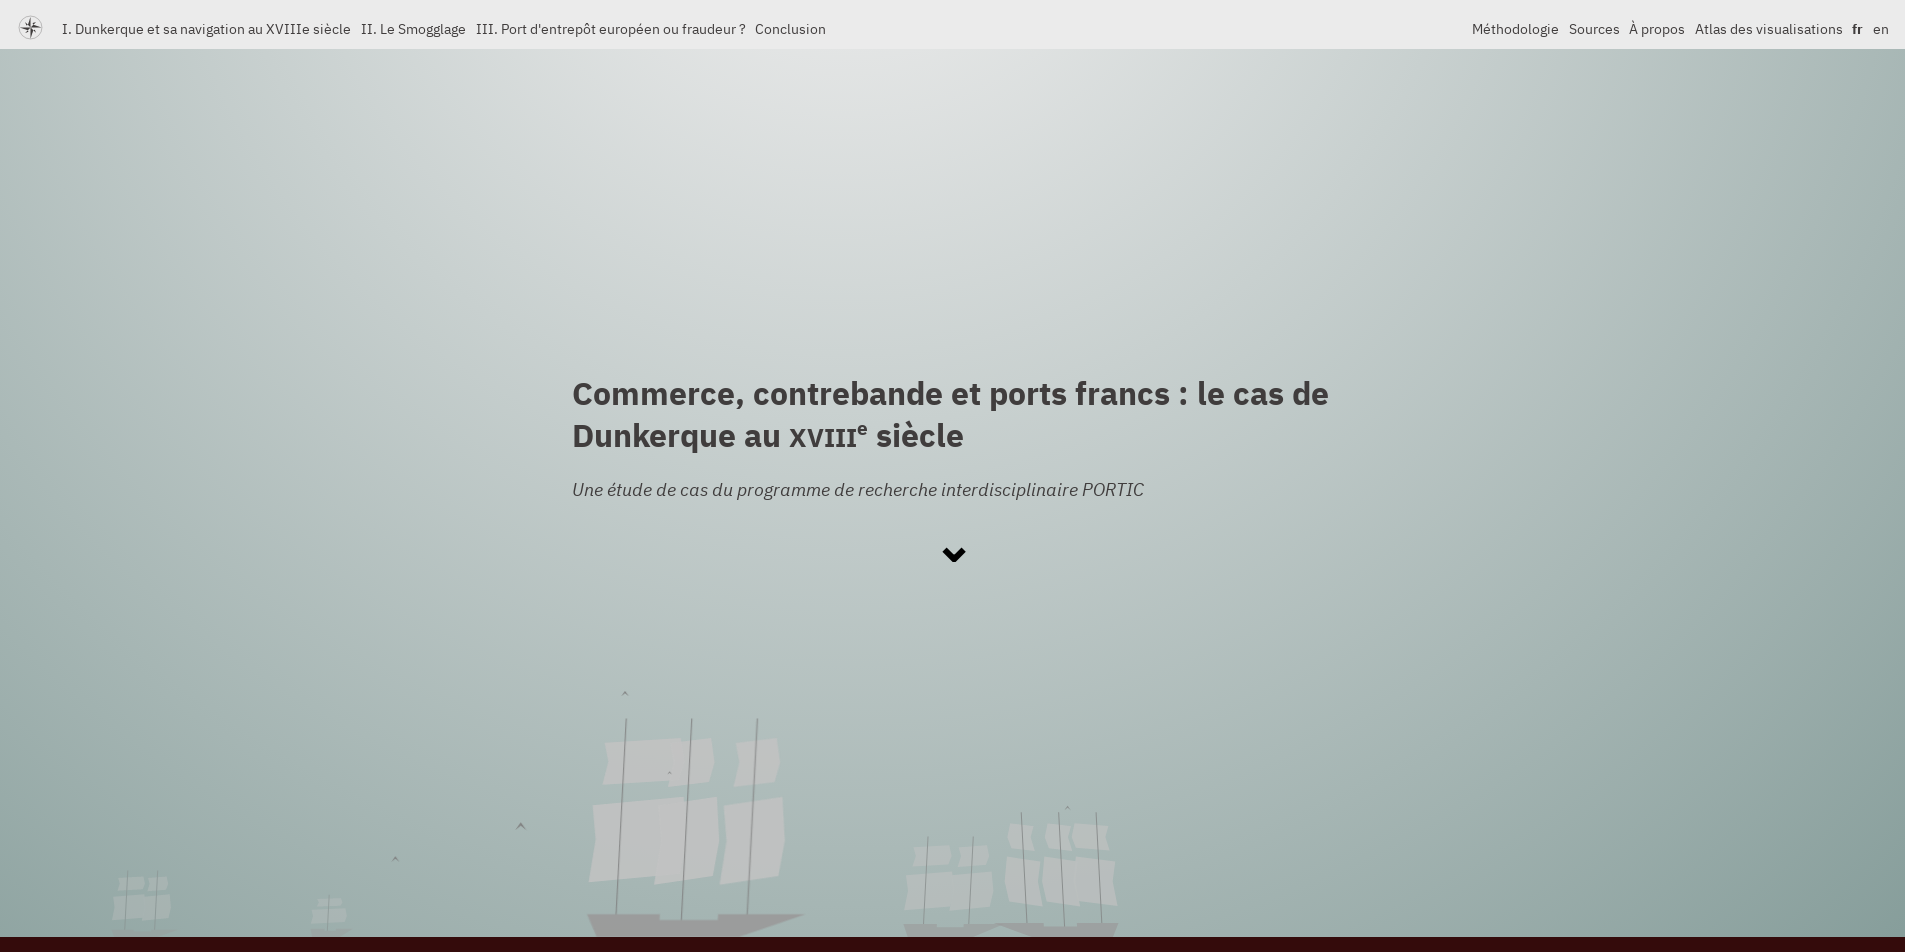 I. Dunkerque et sa navigation au XVIIIe siècle II. Le Smogglage III. Port d'entrepôt européen ou fraudeur ? Conclusion Méthodologie Sources À propos Atlas des visualisations fr en
Commerce, contrebande et ports francs : le cas de
Dunkerque au XVIIIe siècle
Une étude de cas du programme de recherche interdisciplinaire PORTIC